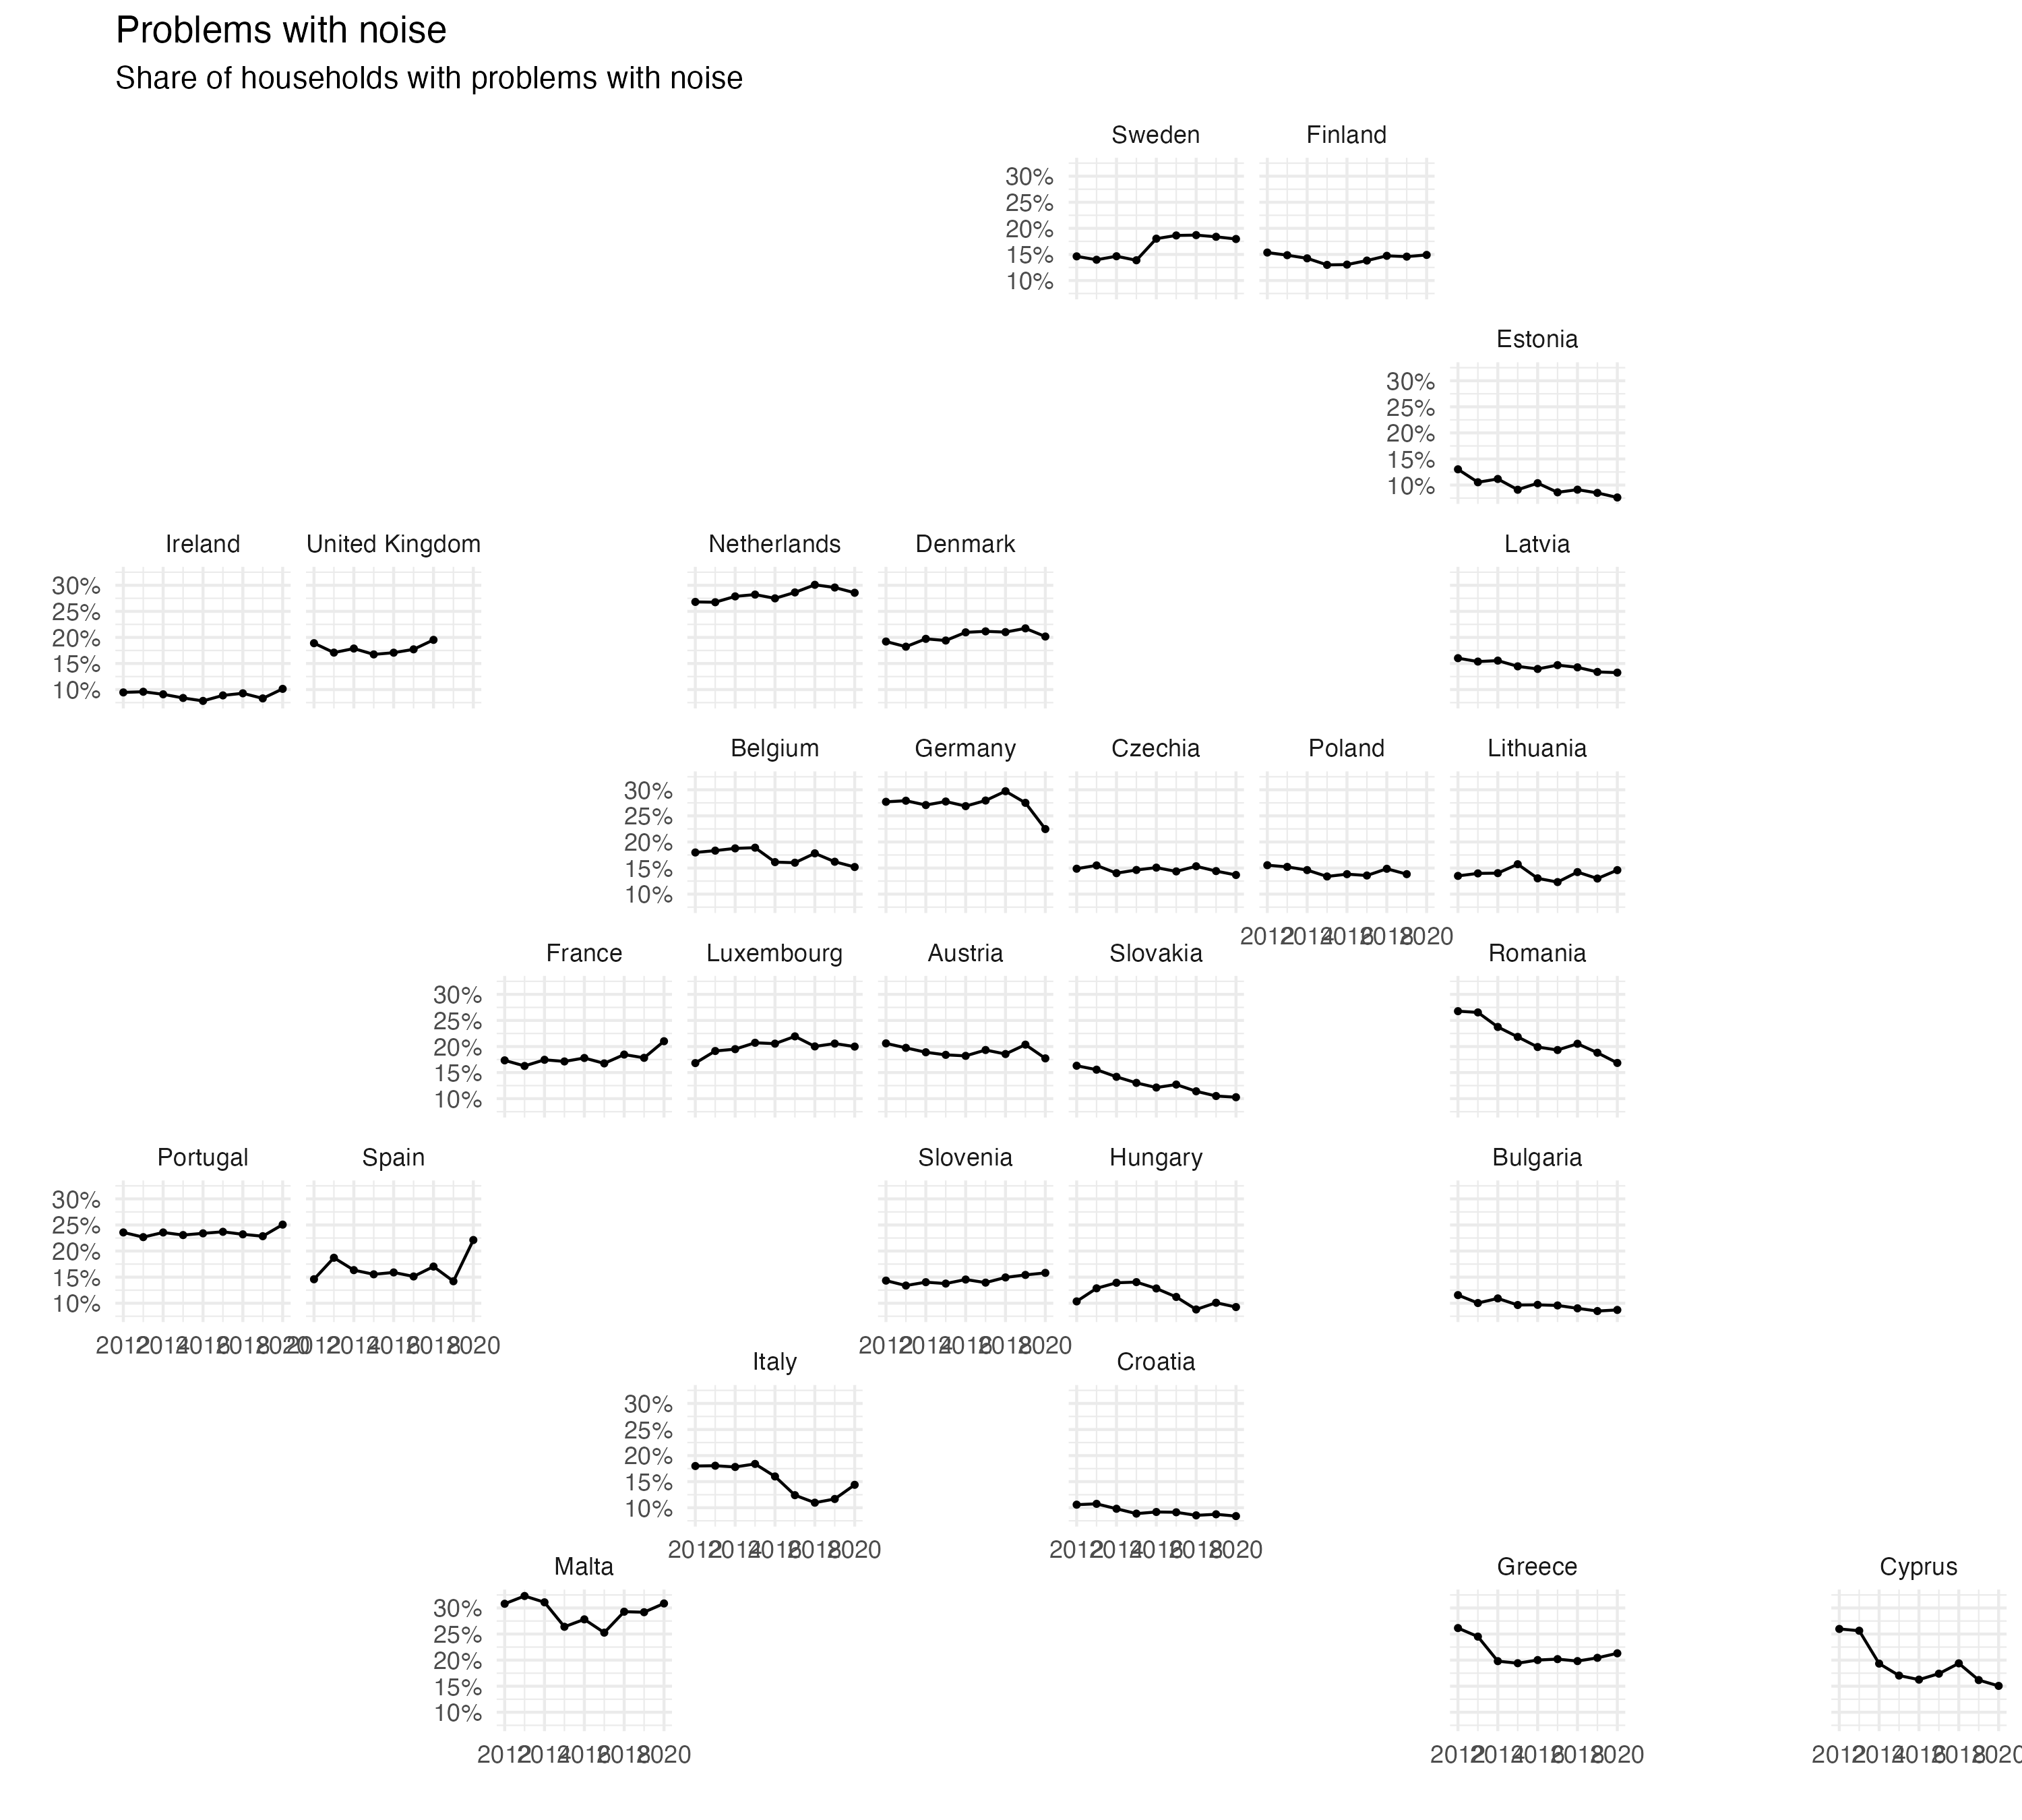 Problems with noise
Share of households with problems with noise
Sweden Finland
30%
25%
20%
15%
10%
Estonia
30%
25%
20%
15%
10%
Ireland United Kingdom Netherlands Denmark Latvia
30%
25%
20%
15%
10%
Belgium Germany Czechia Poland Lithuania
30%
25%
20%
15%
10%
2012 2014 2016 2018 2020
France Luxembourg Austria Slovakia Romania
30%
25%
20%
15%
10%
Portugal Spain Slovenia Hungary Bulgaria
30%
25%
20%
15%
10%
2012 2014 2016 2018 2020 2012 2014 2016 2018 2020 2012 2014 2016 2018 2020
Italy Croatia
30%
25%
20%
15%
10%
2012 2014 2016 2018 2020 2012 2014 2016 2018 2020
Malta Greece Cyprus
30%
25%
20%
15%
10%
2012 2014 2016 2018 2020 2012 2014 2016 2018 2020 2012 2014 2016 2018 2020